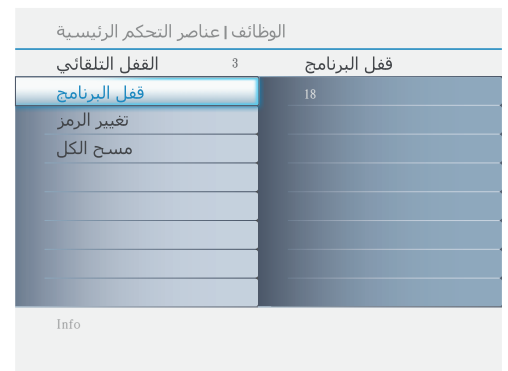 الوظائف | عناصر التحكم الرئيسية
القفل التلقائي 3 قفل البرنامج
قفل البرنامج 18
تغيير الرمز
مسح الكل
Info